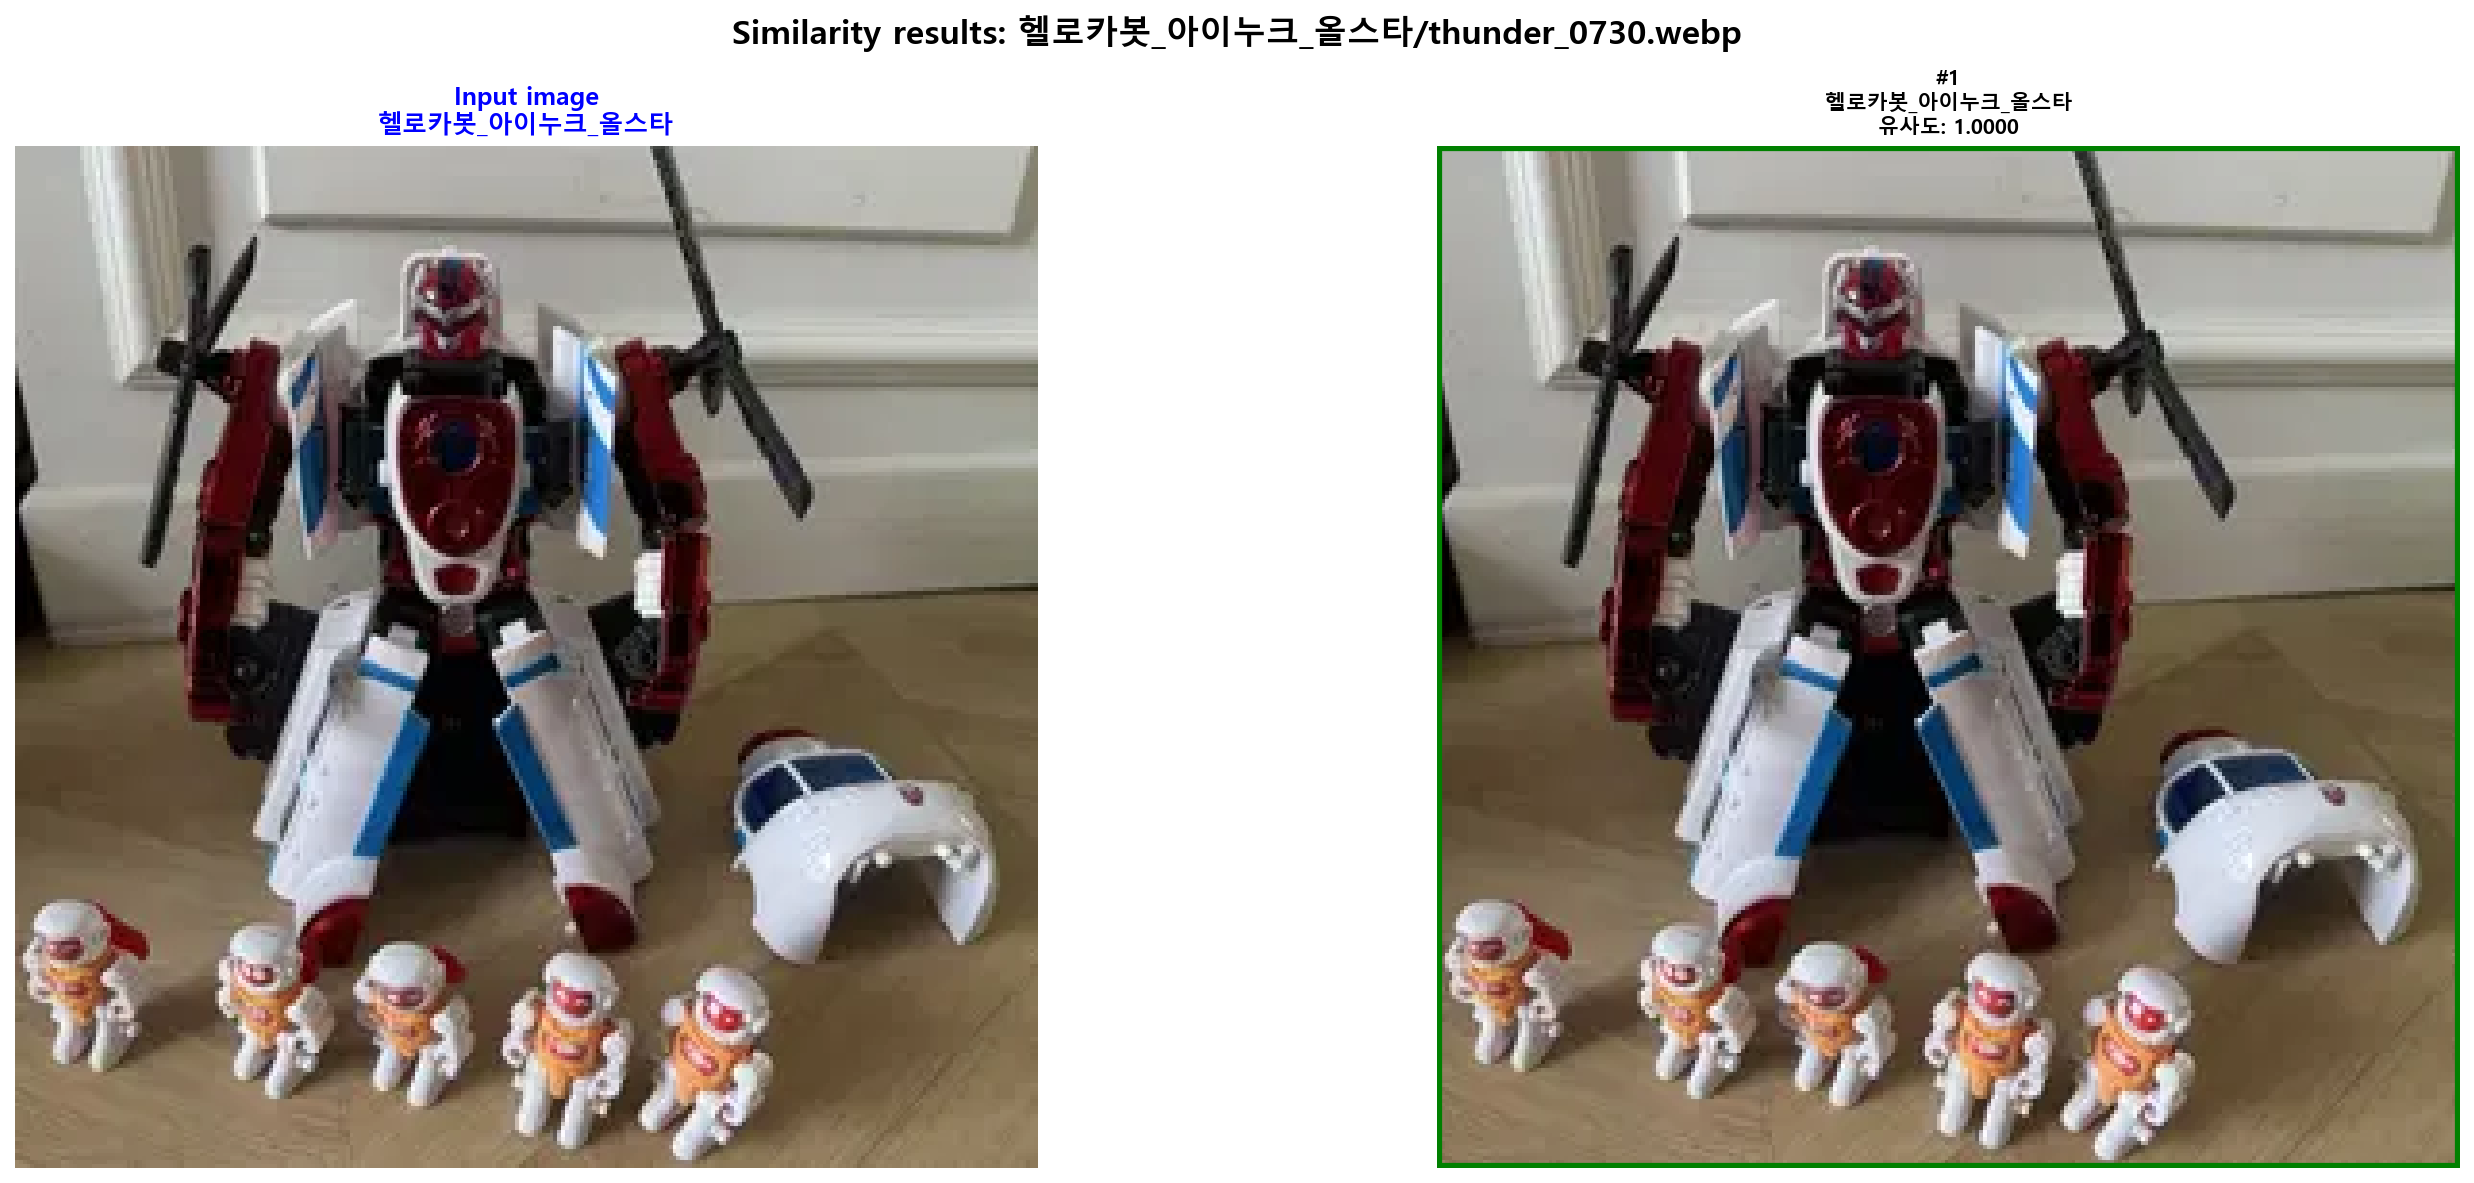 Similarity results: 헬로카봇_아이누크_올스타/thunder_0730.webp
Input image
헬로카봇_아이누크_올스타
#1
헬로카봇_아이누크_올스타
유사도: 1.0000